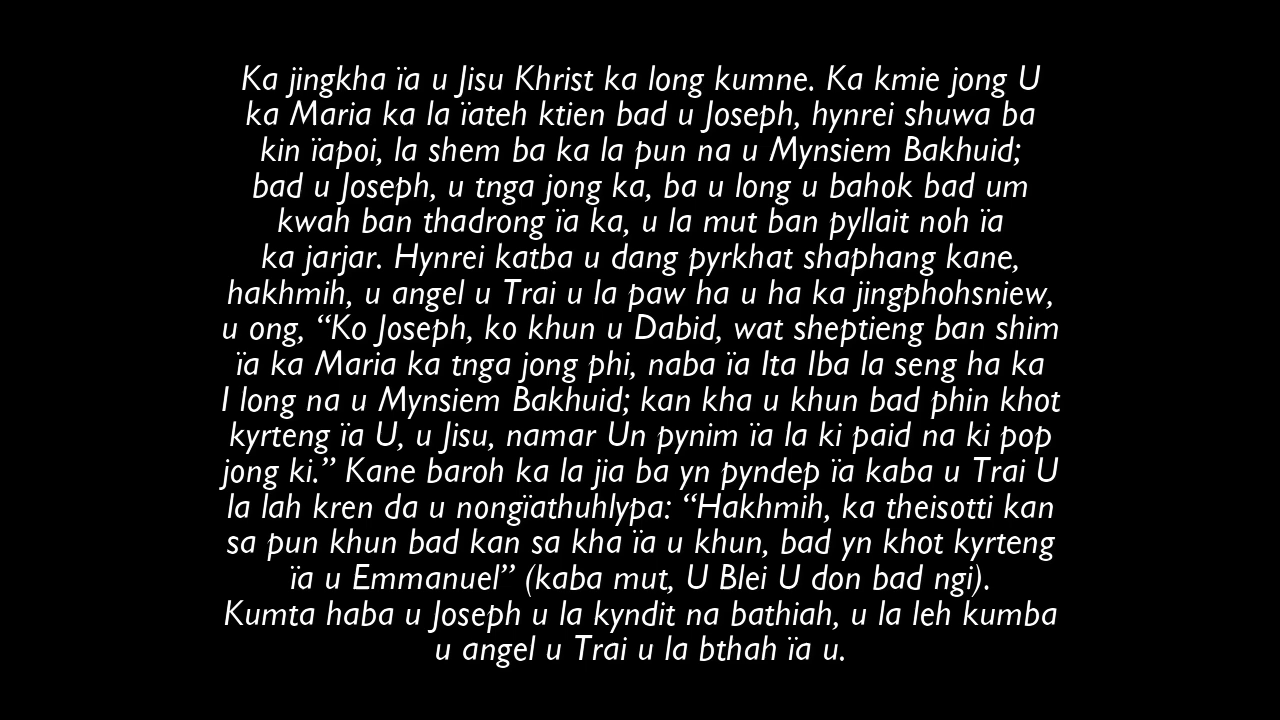 Ka jingkha ïa u Jisu Khrist ka long kumne. Ka kmie jong U
ka Maria ka la ïateh ktien bad u Joseph, hynrei shuwa ba
kin ïapoi, la shem ba ka la pun na u Mynsiem Bakhuid;
bad u Joseph, u tnga jong ka, ba u long u bahok bad um
kwah ban thadrong ïa ka, u la mut ban pyllait noh ïa
ka jarjar. Hynrei katba u dang pyrkhat shaphang kane,
hakhmih, u angel u Trai u la paw ha u ha ka jingphohsniew,
u ong, “Ko Joseph, ko khun u Dabid, wat sheptieng ban shim
ïa ka Maria ka tnga jong phi, naba ïa Ita Iba la seng ha ka
I long na u Mynsiem Bakhuid; kan kha u khun bad phin khot
kyrteng ïa U, u Jisu, namar Un pynim ïa la ki paid na ki pop
jong ki.” Kane baroh ka la jia ba yn pyndep ïa kaba u Trai U
la lah kren da u nongïathuhlypa: “Hakhmih, ka theisotti kan
sa pun khun bad kan sa kha ïa u khun, bad yn khot kyrteng
ïa u Emmanuel” (kaba mut, U Blei U don bad ngi).
Kumta haba u Joseph u la kyndit na bathiah, u la leh kumba
u angel u Trai u la bthah ïa u.